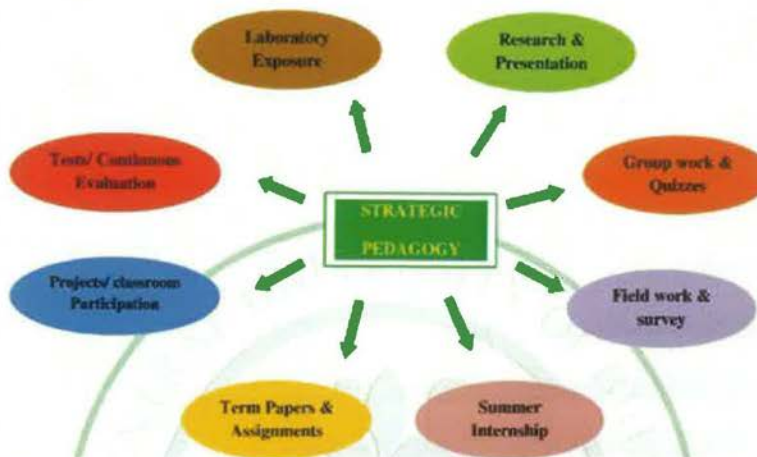 Laboratory
Exposure
Research &
Presentation
Tests/ Continuous
Evaluation
Group work &
Quizzes
STRATEGIC
PEDAGOGY
Projects/ classroom
Participation
Field work &
survey
Term Papers &
Assignments
Summer
Internship